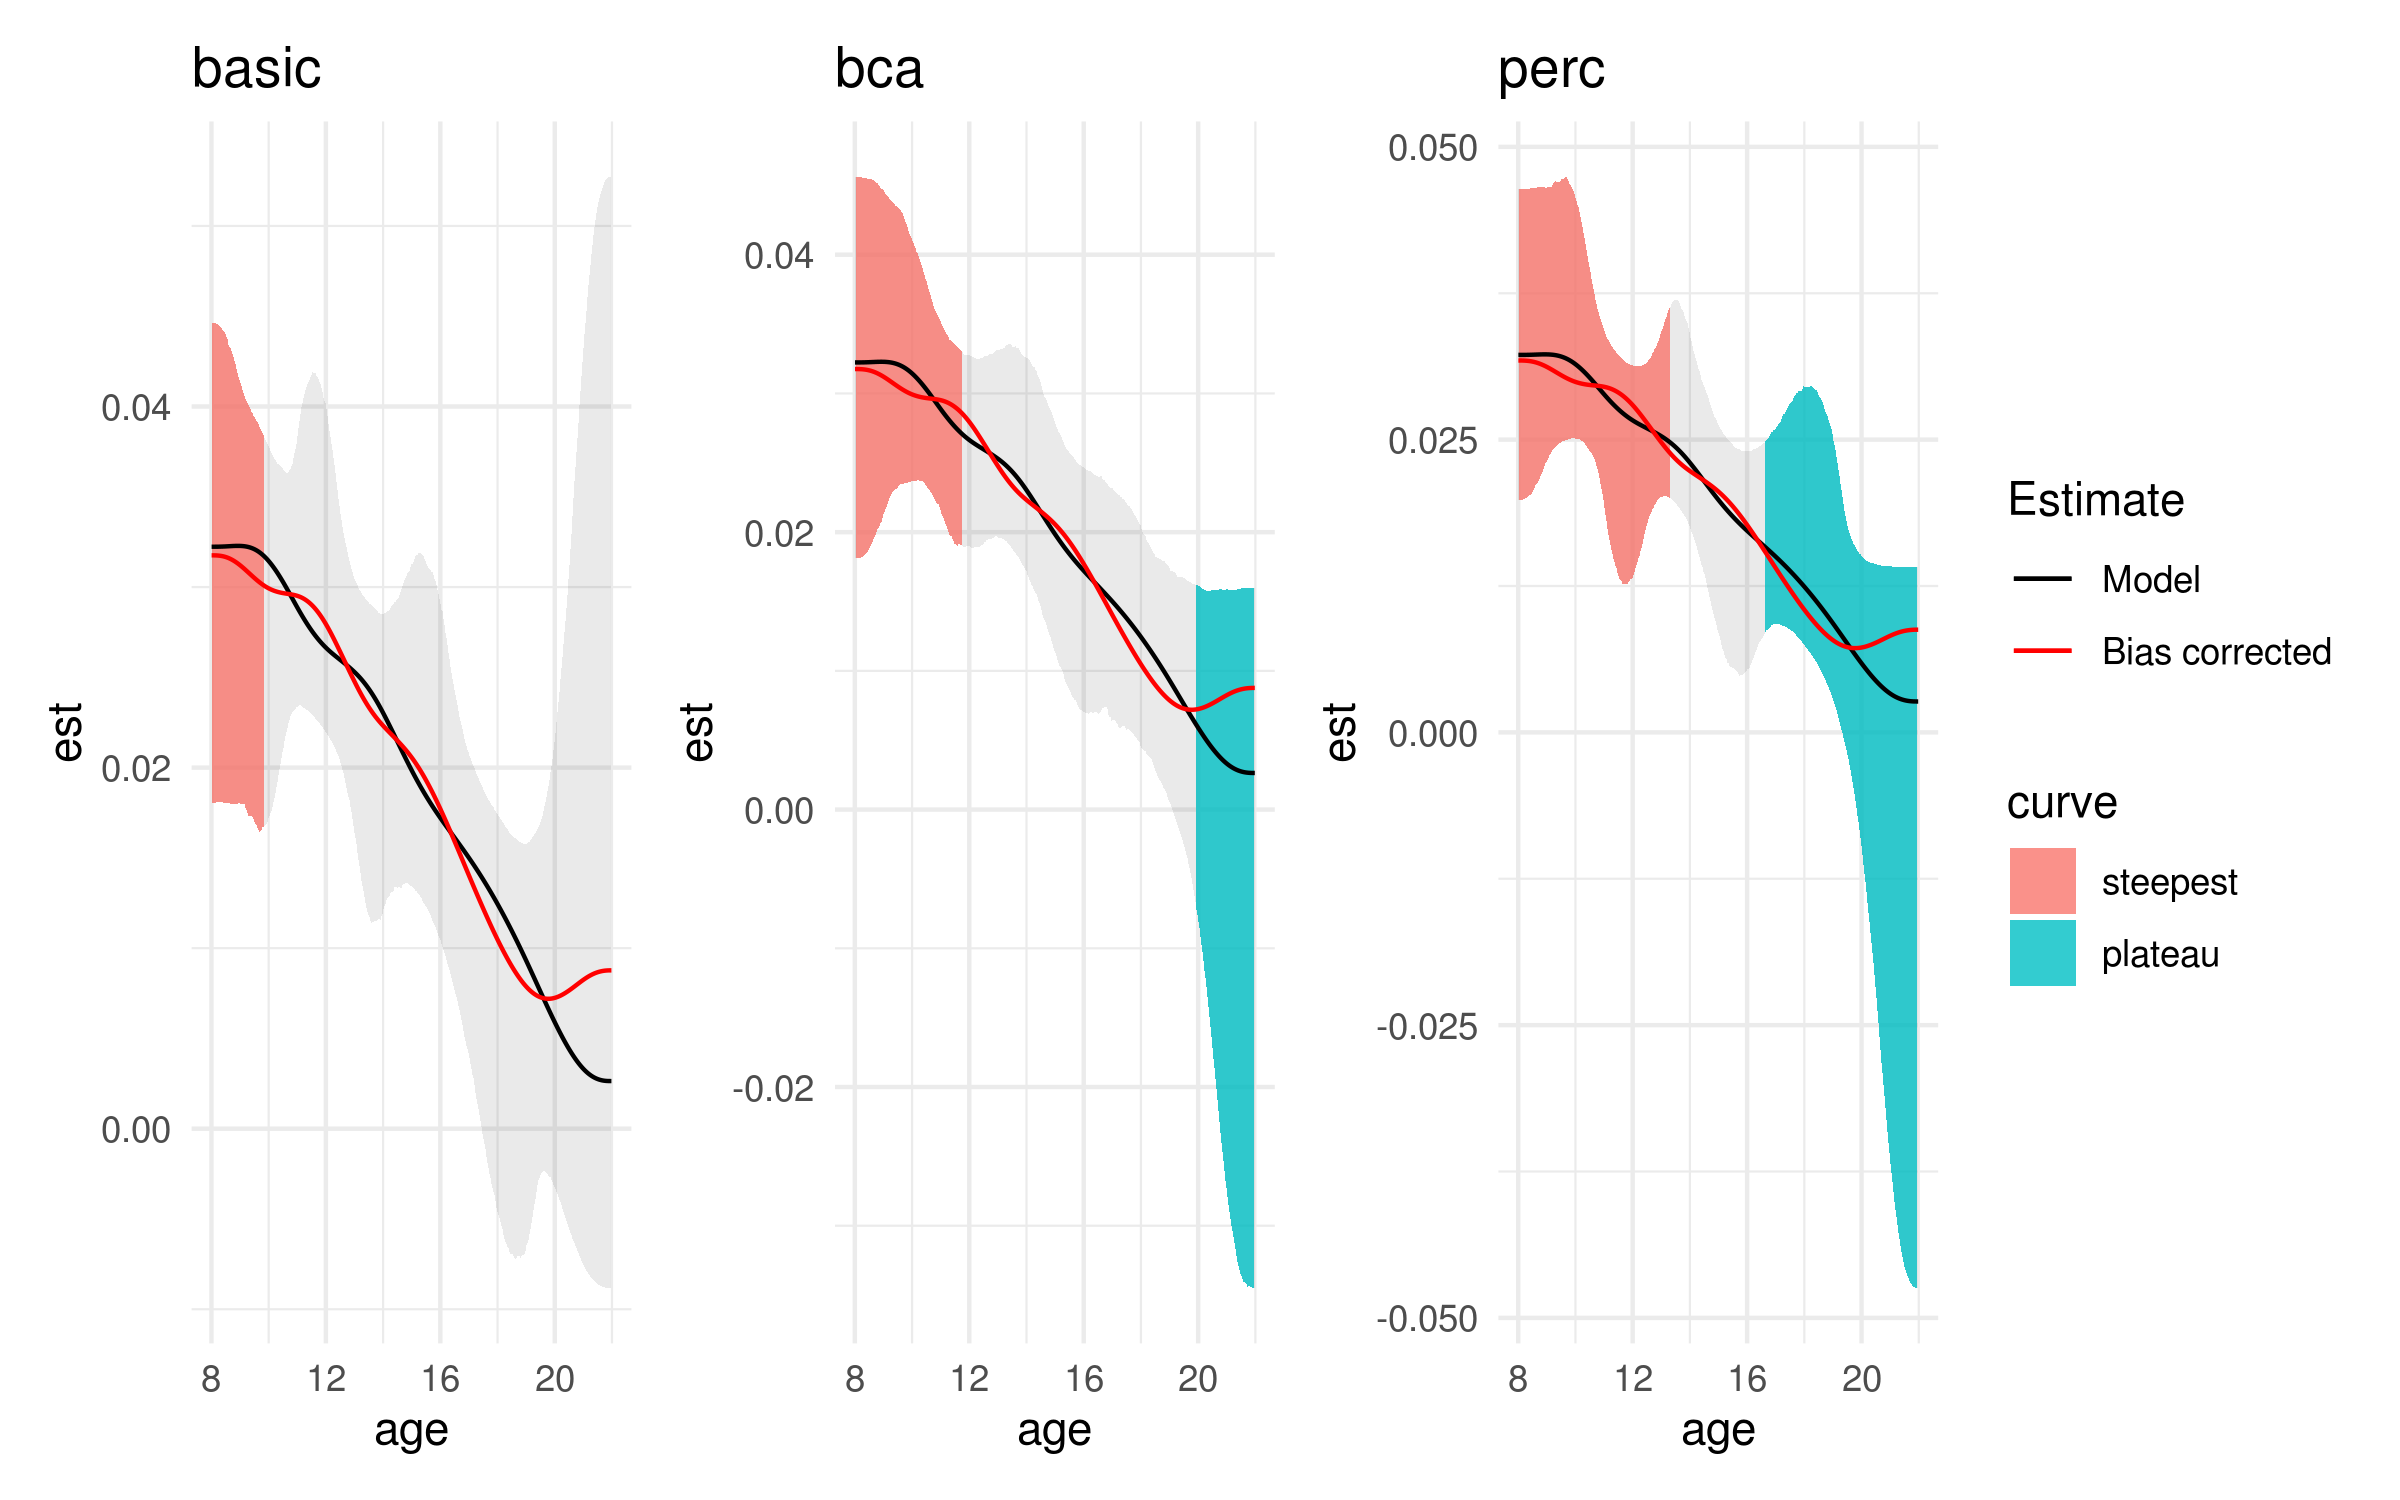 basic
bca
perc
est
0.04
0.02
0.00
8 12 16 20
age
est
0.04
0.02
0.00
-0.02
8 12 16 20
age
est
0.050
0.025
0.000
-0.025
-0.050
8 12 16 20
age
Estimate
Model
Bias corrected
curve
steepest
plateau